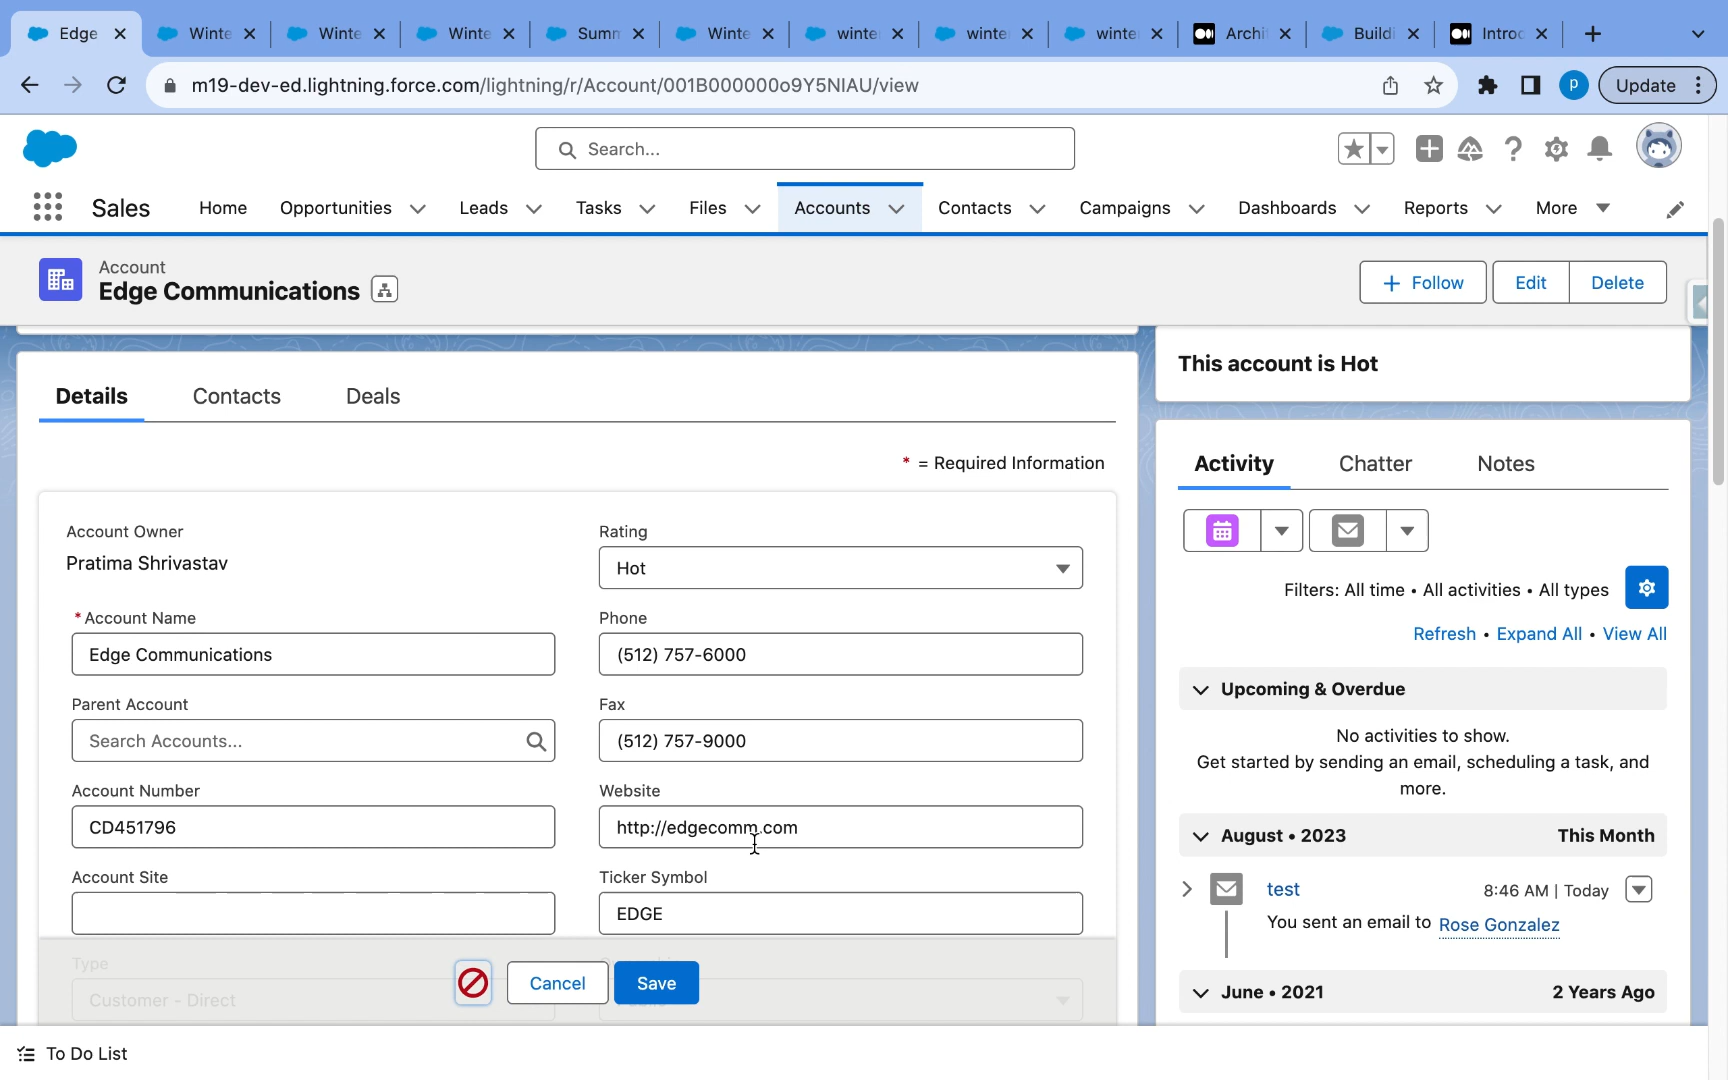 Edge
Winte
Winte
Winte
Summ
Winte
winte
winte
winte
Archi
Buildi
Introd
m19-dev-ed.lightning.force.com/lightning/r/Account/001B000000o9Y5NIAU/view
p
Update
Search...
Sales
Home
Opportunities
Leads
Tasks
Files
Accounts
Contacts
Campaigns
Dashboards
Reports
More
Account
Edge Communications
Follow
Edit
Delete
Details
Contacts
Deals
* = Required Information
Account Owner
Pratima Shrivastav
Rating
Hot
* Account Name
Edge Communications
Phone
(512) 757-6000
Parent Account
Search Accounts...
Fax
(512) 757-9000
Account Number
CD451796
Website
http://edgecomm.com
Account Site
Ticker Symbol
EDGE
Type
Customer - Direct
Cancel
Save
This account is Hot
Activity
Chatter
Notes
Filters: All time • All activities • All types
Refresh • Expand All • View All
Upcoming & Overdue
No activities to show.
Get started by sending an email, scheduling a task, and
more.
August • 2023
This Month
test
8:46 AM | Today
You sent an email to Rose Gonzalez
June • 2021
2 Years Ago
To Do List